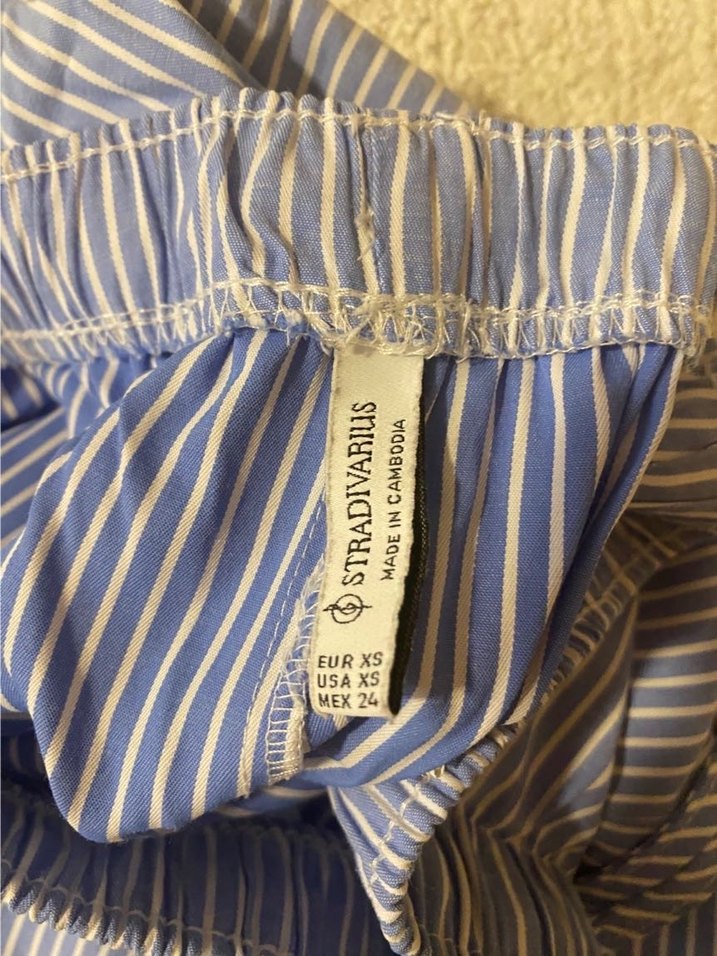 STRADIVARIUS
MADE IN CAMBODIA
EUR XS
USA XS
MEX 24